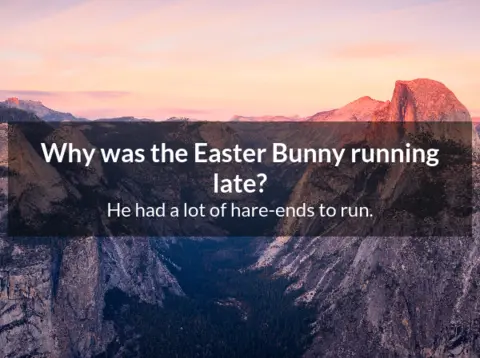 Why was the Easter Bunny running
late?
He had a lot of hare-ends to run.